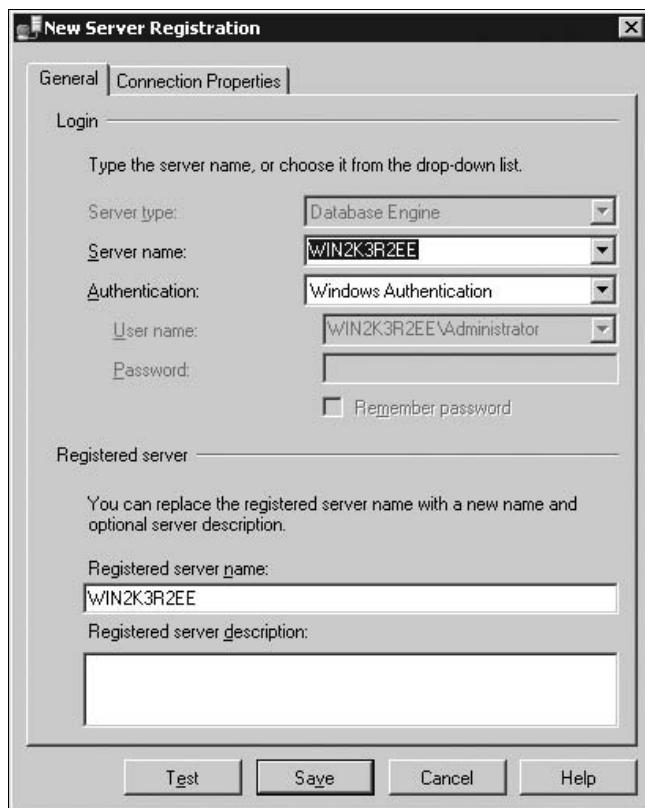 New Server Registration
General Connection Properties
Login
Type the server name, or choose it from the drop-down list.
Server type: Database Engine
Server name: WIN2K3R2EE
Authentication: Windows Authentication
User name: WIN2K3R2EE\Administrator
Password:
Remember password
Registered server
You can replace the registered server name with a new name and
optional server description.
Registered server name:
WIN2K3R2EE
Registered server description:
Test Save Cancel Help